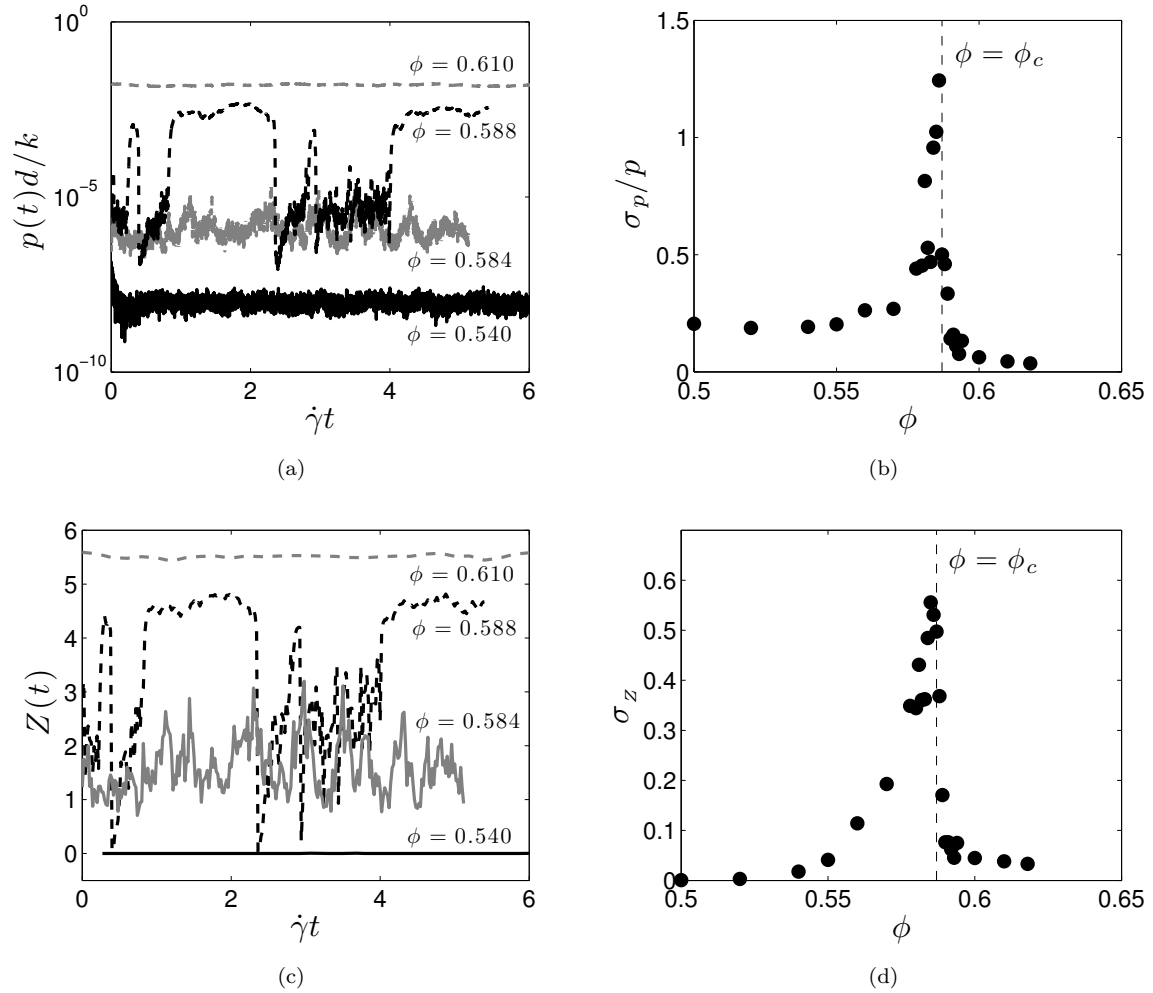 10⁰
10⁻⁵
10⁻¹⁰
p(t)d/k
ϕ = 0.610
ϕ = 0.588
ϕ = 0.584
ϕ = 0.540
0 2 4 6
γ̇t
(a)
1.5
1
0.5
0
σp/p
ϕ = ϕc
0.5 0.55 0.6 0.65
ϕ
(b)
6
5
4
3
2
1
0
Z(t)
ϕ = 0.610
ϕ = 0.588
ϕ = 0.584
ϕ = 0.540
0 2 4 6
γ̇t
(c)
0.6
0.5
0.4
0.3
0.2
0.1
0
σz
ϕ = ϕc
0.5 0.55 0.6 0.65
ϕ
(d)